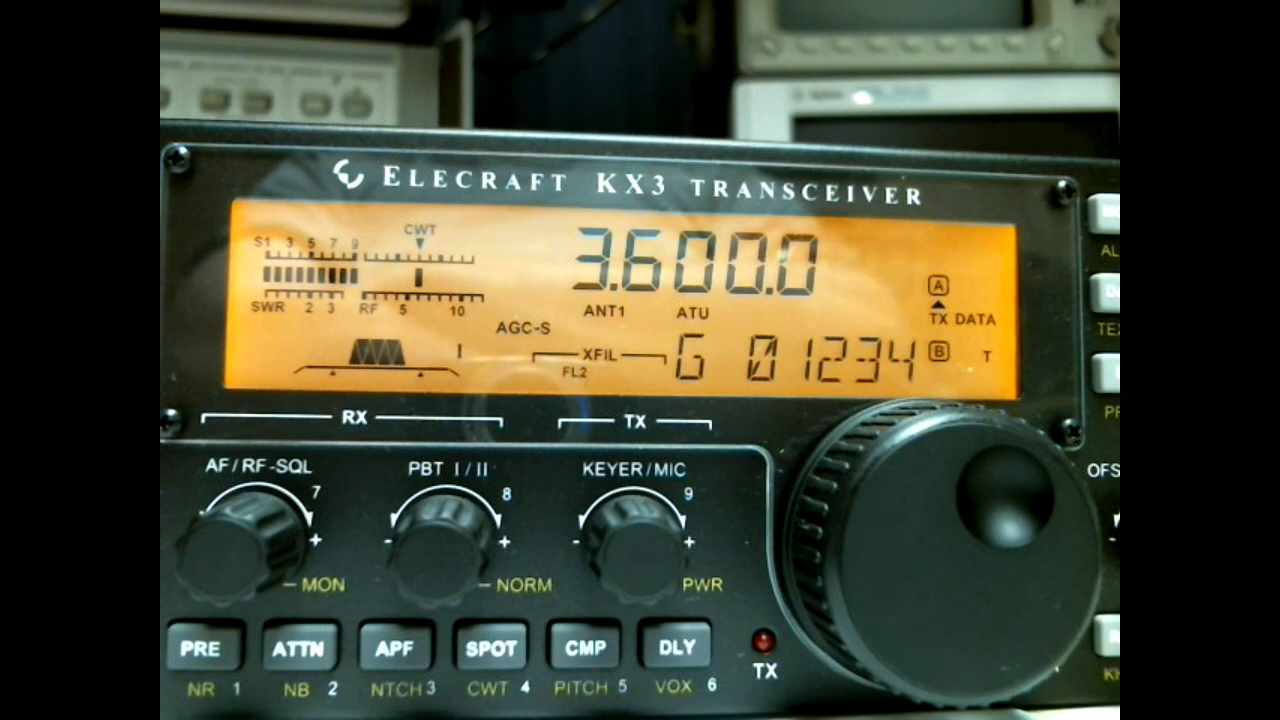 ELECRAFT KX3 TRANSCEIVER
S1 3 5 7 9 CWT
3.600.0
SWR 2 3 RF 5 10
ANT1 ATU
A
TX DATA
AGC-S
XFIL
FL2
G 01234
B T
RX TX
AF/RF-SQL PBT I/II KEYER/MIC
OFS
7 8 9
+ - + - + -
MON NORM PWR
PRE ATTN APF SPOT CMP DLY
TX
NR 1 NB 2 NTCH 3 CWT 4 PITCH 5 VOX 6